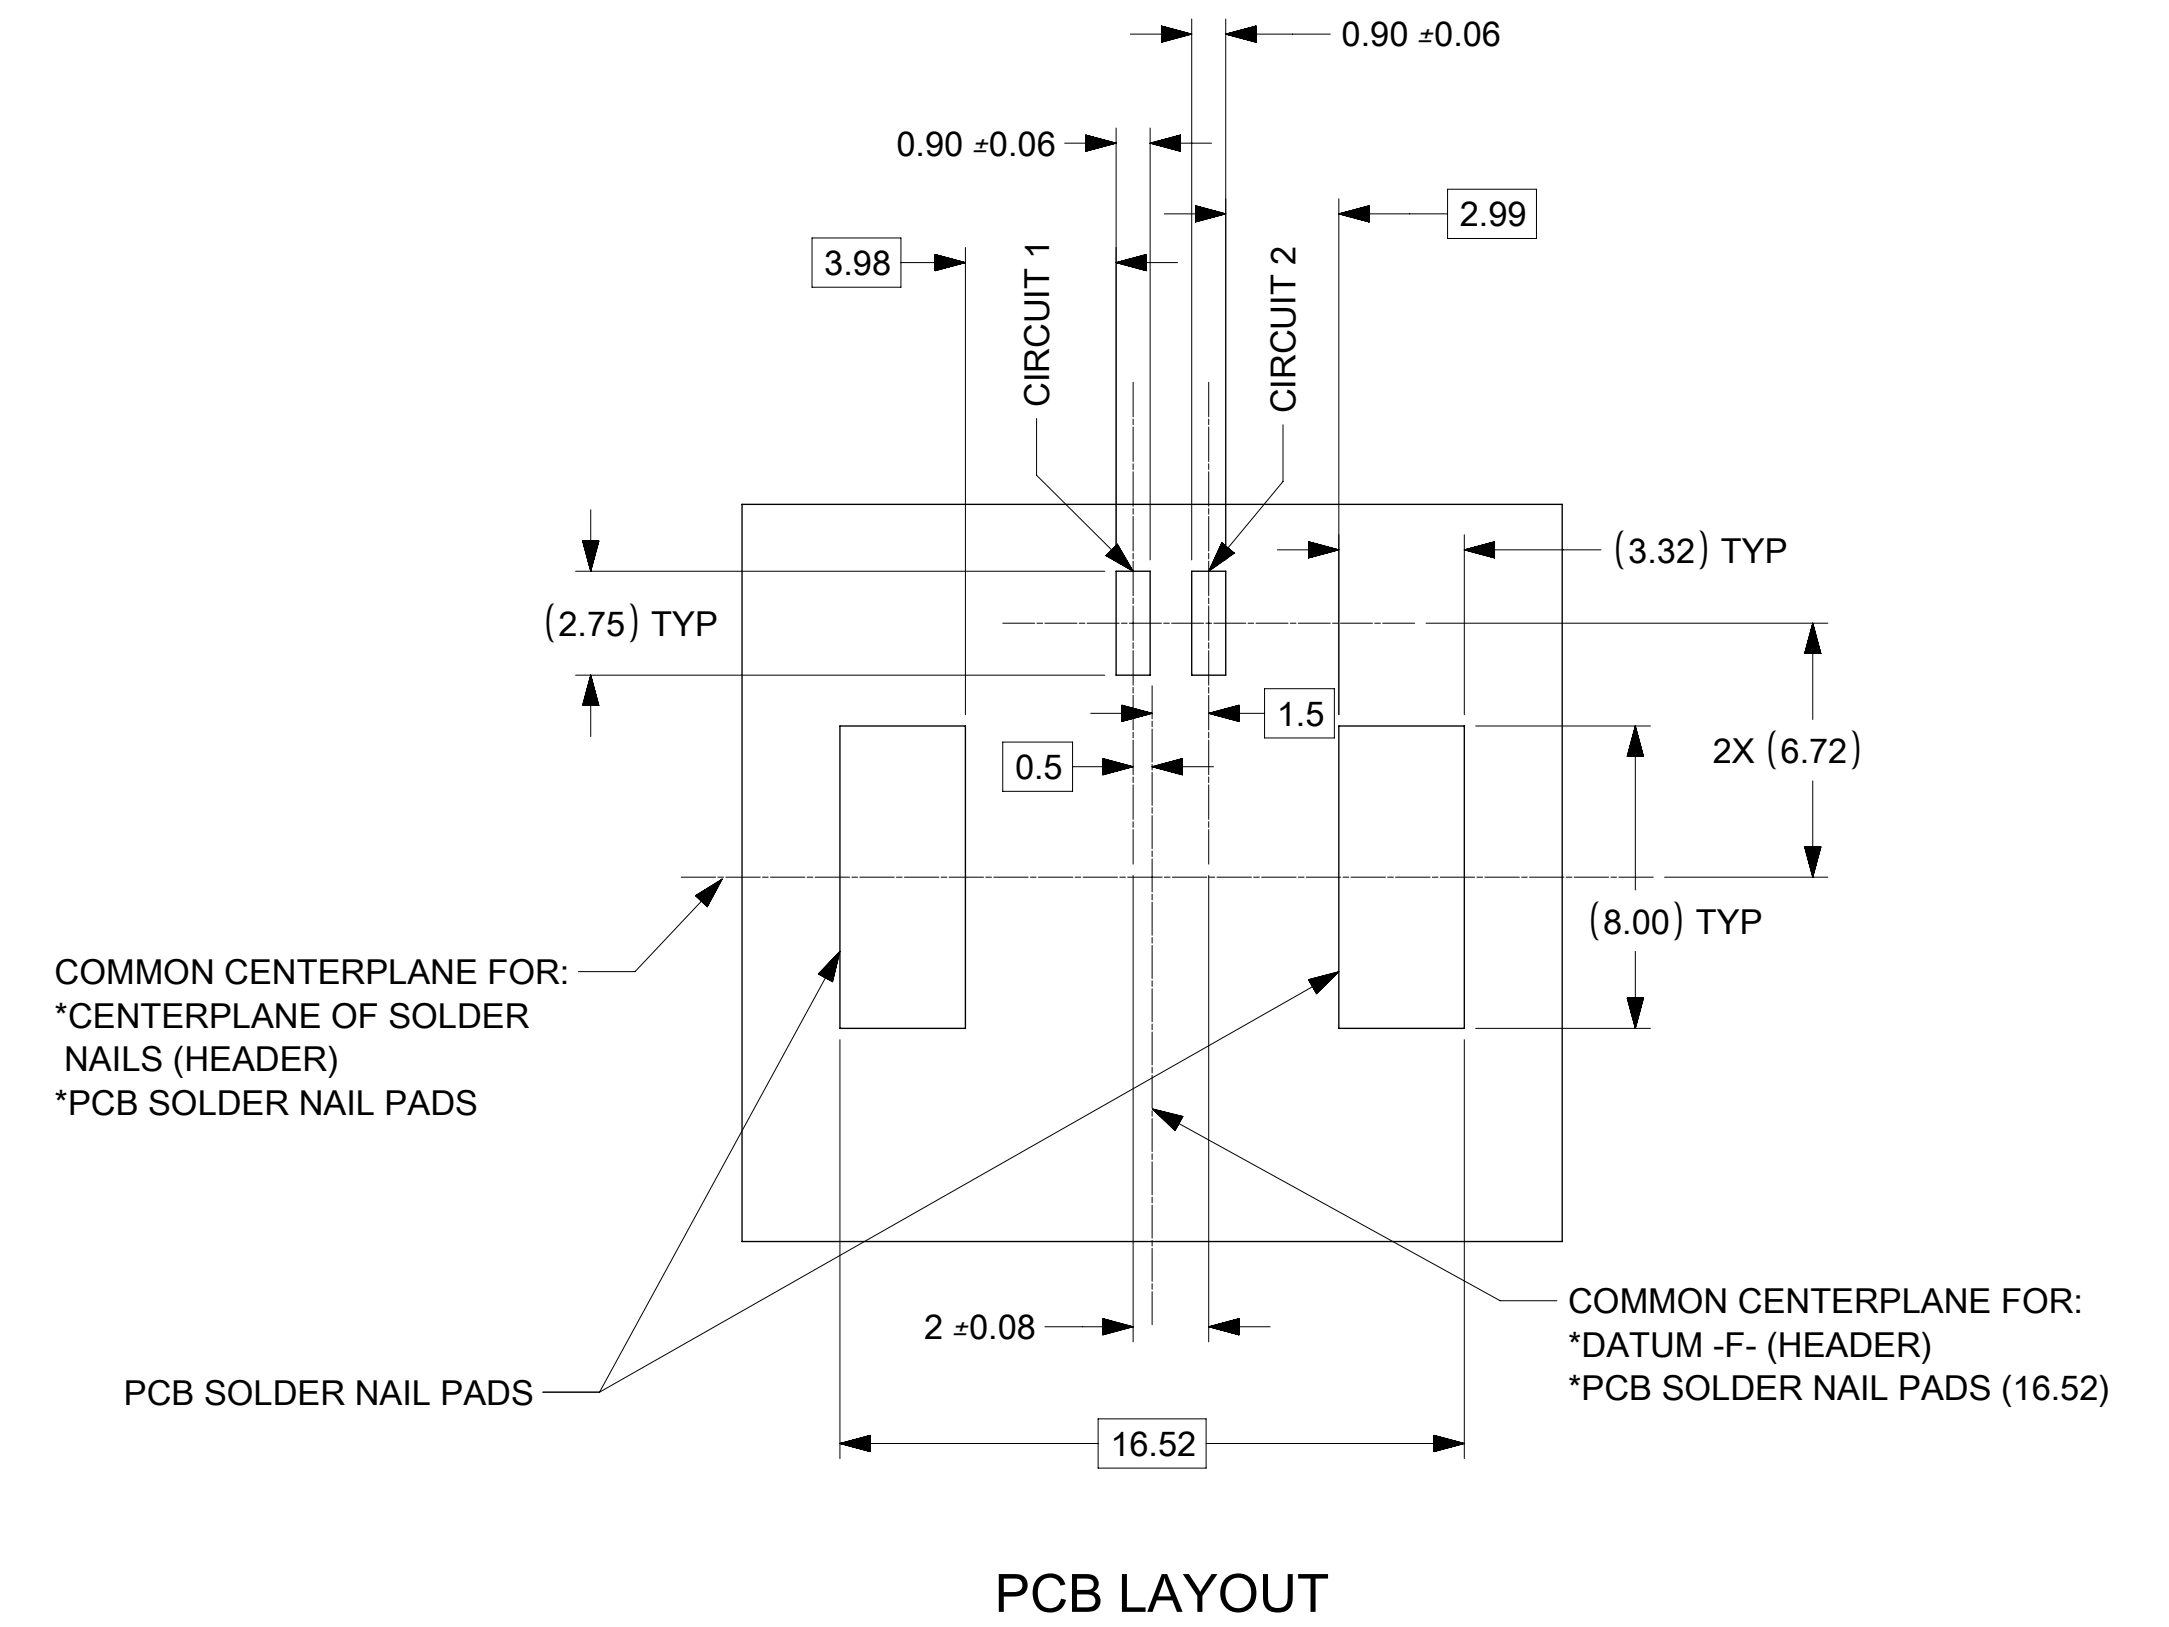 0.90 ±0.06
0.90 ±0.06
2.99
3.98
CIRCUIT 1
CIRCUIT 2
(3.32) TYP
(2.75) TYP
1.5
2X (6.72)
0.5
(8.00) TYP
COMMON CENTERPLANE FOR:
*CENTERPLANE OF SOLDER
NAILS (HEADER)
*PCB SOLDER NAIL PADS
COMMON CENTERPLANE FOR:
*DATUM -F- (HEADER)
*PCB SOLDER NAIL PADS (16.52)
2 ±0.08
PCB SOLDER NAIL PADS
16.52
PCB LAYOUT